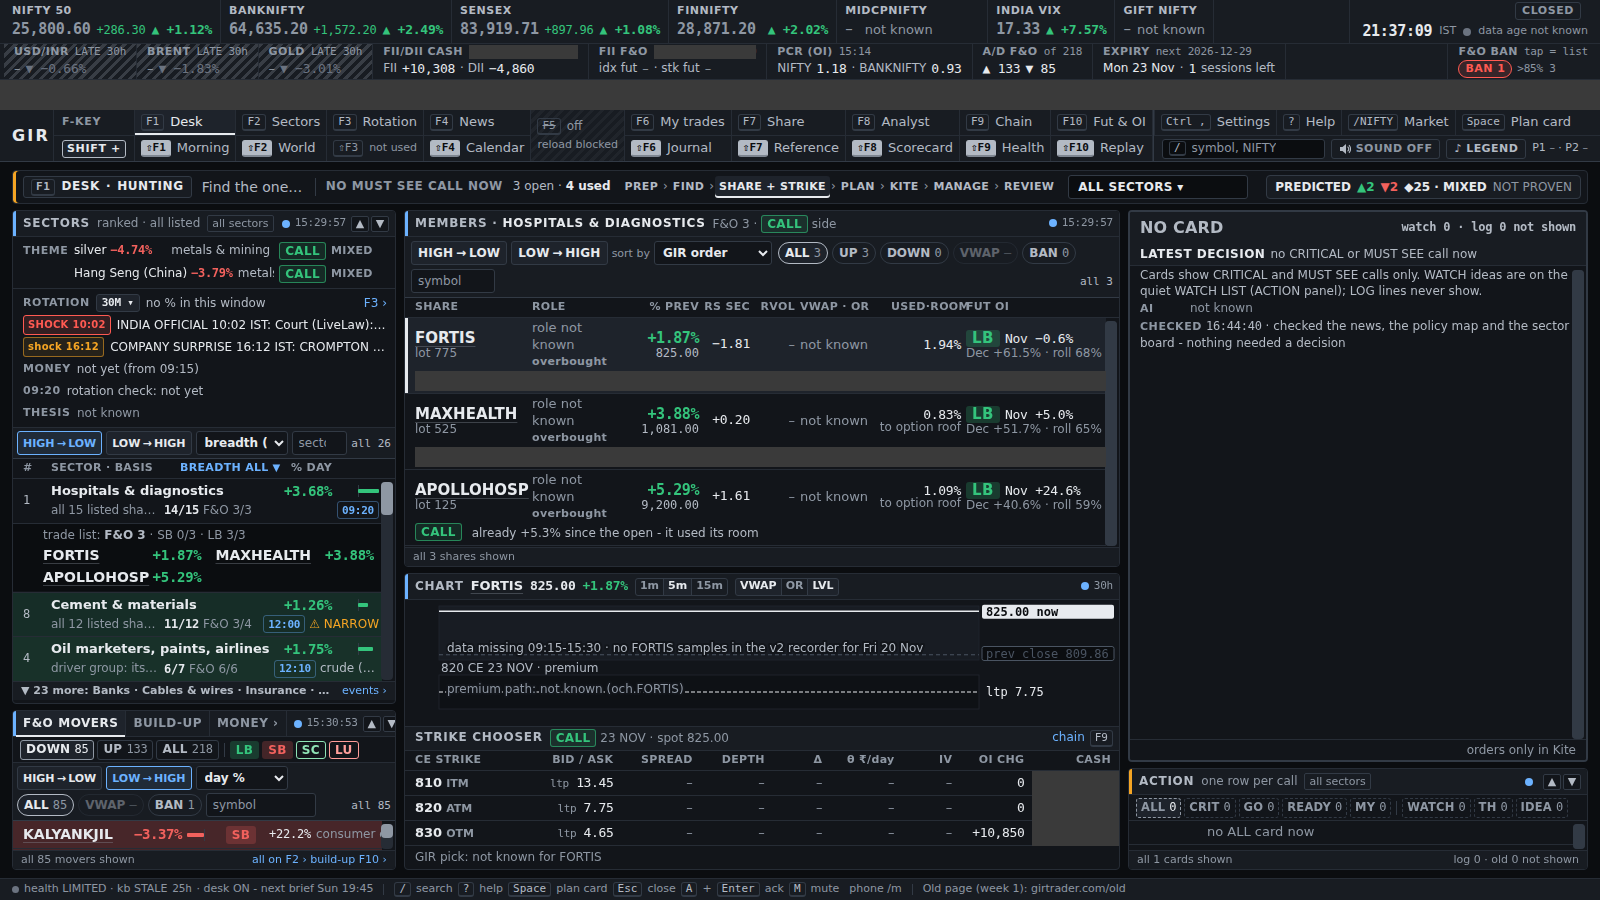 NIFTY 50 BANKNIFTY SENSEX FINNIFTY MIDCPNIFTY INDIA VIX GIFT NIFTY CLOSED
25,800.60 +286.30 ▲ +1.12% 64,635.20 +1,572.20 ▲ +2.49% 83,919.71 +897.96 ▲ +1.08% 28,871.20 ▲ +2.02% – not known 17.33 ▲ +7.57% – not known 21:37:09 IST data age not known
USD/INR LATE 30h BRENT LATE 30h GOLD LATE 30h FII/DII CASH FII F&O PCR (OI) 15:14 A/D F&O of 218 EXPIRY next 2026-12-29 F&O BAN tap = list
– ▼ –0.66% – ▼ –1.83% – ▼ –3.01% FII +10,308 · DII –4,860 idx fut – · stk fut – NIFTY 1.18 · BANKNIFTY 0.93 ▲ 133 ▼ 85 Mon 23 Nov · 1 sessions left BAN 1 >85% 3
GIR F-KEY F1 Desk F2 Sectors F3 Rotation F4 News F5 off F6 My trades F7 Share F8 Analyst F9 Chain F10 Fut & OI Ctrl , Settings ? Help /NIFTY Market Space Plan card
SHIFT + ⇧F1 Morning ⇧F2 World ⇧F3 not used ⇧F4 Calendar reload blocked ⇧F6 Journal ⇧F7 Reference ⇧F8 Scorecard ⇧F9 Health ⇧F10 Replay / symbol, NIFTY SOUND OFF ♪ LEGEND P1 – · P2 –
F1 DESK · HUNTING Find the one... NO MUST SEE CALL NOW 3 open · 4 used PREP › FIND › SHARE + STRIKE › PLAN › KITE › MANAGE › REVIEW ALL SECTORS ▾ PREDICTED ▲2 ▼2 ◆25 · MIXED NOT PROVEN
SECTORS ranked · all listed all sectors 15:29:57 ▲ ▼
THEME silver –4.74% metals & mining CALL MIXED
Hang Seng (China) –3.79% metals CALL MIXED
ROTATION 30M ▾ no % in this window F3 ›
SHOCK 10:02 INDIA OFFICIAL 10:02 IST: Court (LiveLaw):...
shock 16:12 COMPANY SURPRISE 16:12 IST: CROMPTON ...
MONEY not yet (from 09:15)
09:20 rotation check: not yet
THESIS not known
HIGH→LOW LOW→HIGH breadth ( secto all 26
# SECTOR · BASIS BREADTH ALL ▼ % DAY
1 Hospitals & diagnostics +3.68%
all 15 listed sha... 14/15 F&O 3/3 09:20
trade list: F&O 3 · SB 0/3 · LB 3/3
FORTIS +1.87% MAXHEALTH +3.88%
APOLLOHOSP +5.29%
8 Cement & materials +1.26%
all 12 listed sha... 11/12 F&O 3/4 12:00 ⚠ NARROW
4 Oil marketers, paints, airlines +1.75%
driver group: its... 6/7 F&O 6/6 12:10 crude (...
▼ 23 more: Banks · Cables & wires · Insurance · ... events ›
F&O MOVERS BUILD-UP MONEY › 15:30:53 ▲ ▼
DOWN 85 UP 133 ALL 218 LB SB SC LU
HIGH→LOW LOW→HIGH day %
ALL 85 VWAP – BAN 1 symbol all 85
KALYANKJIL –3.37% SB +22.2% consumer
all 85 movers shown all on F2 › build-up F10 ›
MEMBERS · HOSPITALS & DIAGNOSTICS F&O 3 · CALL side 15:29:57
HIGH→LOW LOW→HIGH sort by GIR order ALL 3 UP 3 DOWN 0 VWAP – BAN 0
symbol all 3
SHARE ROLE % PREV RS SEC RVOL VWAP · OR USED·ROOM FUT OI
FORTIS role not known +1.87% –1.81 – not known 1.94% LB Nov –0.6%
lot 775 overbought 825.00 Dec +61.5% · roll 68%
MAXHEALTH role not known +3.88% +0.20 – not known 0.83% LB Nov +5.0%
lot 525 overbought 1,081.00 to option roof Dec +51.7% · roll 65%
APOLLOHOSP role not known +5.29% +1.61 – not known 1.09% LB Nov +24.6%
lot 125 overbought 9,200.00 to option roof Dec +40.6% · roll 59%
CALL already +5.3% since the open - it used its room
all 3 shares shown
CHART FORTIS 825.00 +1.87% 1m 5m 15m VWAP OR LVL 30h
825.00 now
data missing 09:15-15:30 · no FORTIS samples in the v2 recorder for Fri 20 Nov
prev close 809.86
820 CE 23 NOV · premium
premium path: not known (och.FORTIS)
ltp 7.75
STRIKE CHOOSER CALL 23 NOV · spot 825.00 chain F9
CE STRIKE BID / ASK SPREAD DEPTH Δ θ ₹/day IV OI CHG CASH
810 ITM ltp 13.45 – – – – – 0
820 ATM ltp 7.75 – – – – – 0
830 OTM ltp 4.65 – – – – – +10,850
GIR pick: not known for FORTIS
NO CARD watch 0 · log 0 not shown
LATEST DECISION no CRITICAL or MUST SEE call now
Cards show CRITICAL and MUST SEE calls only. WATCH ideas are on the
quiet WATCH LIST (ACTION panel); LOG lines never show.
AI not known
CHECKED 16:44:40 · checked the news, the policy map and the sector
board - nothing needed a decision
orders only in Kite
ACTION one row per call all sectors ▲ ▼
ALL 0 CRIT 0 GO 0 READY 0 MY 0 WATCH 0 TH 0 IDEA 0
no ALL card now
all 1 cards shown log 0 · old 0 not shown
health LIMITED · kb STALE 25h · desk ON - next brief Sun 19:45 / search ? help Space plan card Esc close A + Enter ack M mute phone /m Old page (week 1): girtrader.com/old